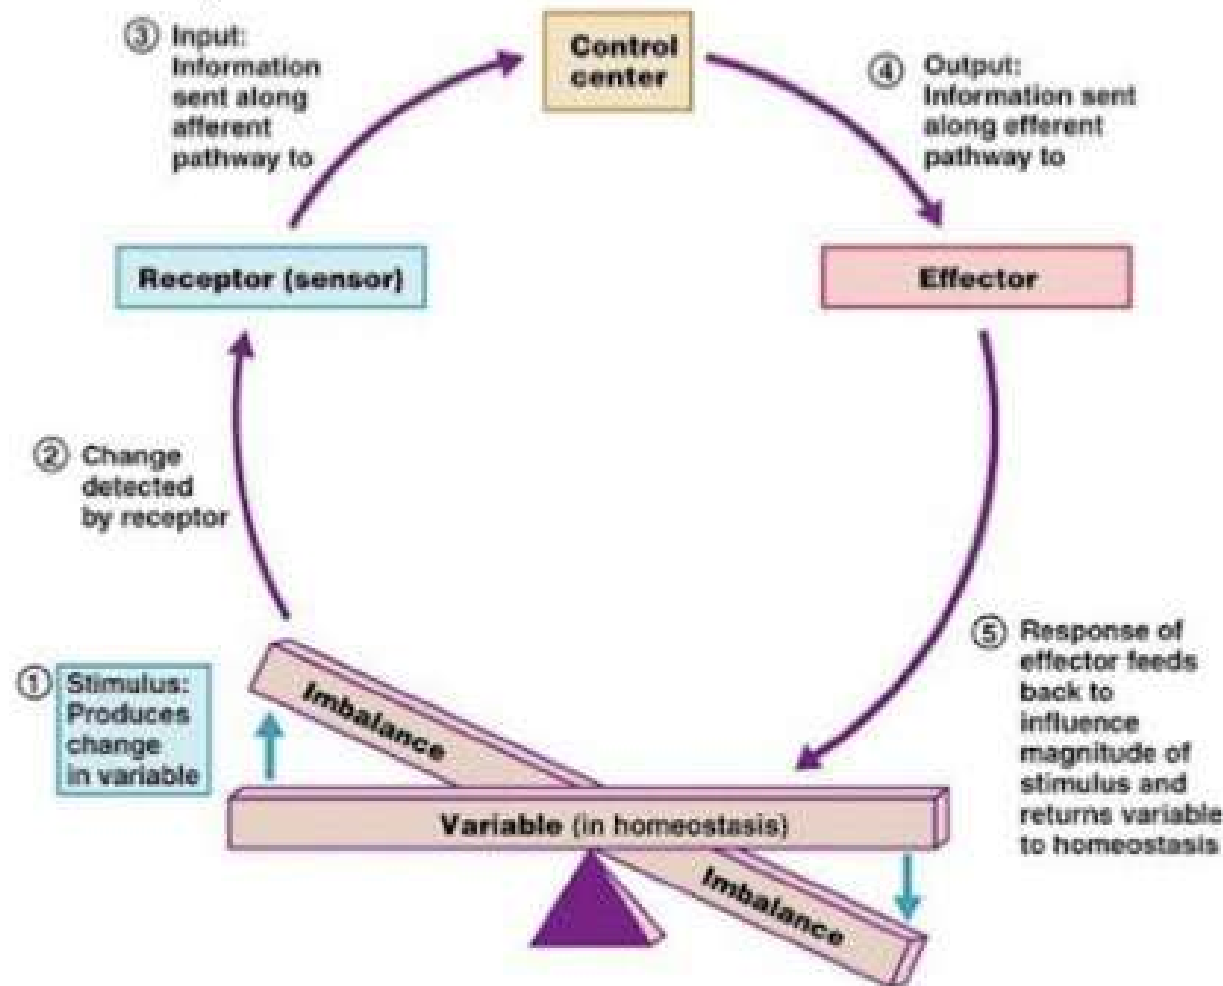 ③ Input:
Information
sent along
afferent
pathway to
Control
center
④ Output:
Information sent
along efferent
pathway to
Receptor (sensor)
Effector
② Change
detected
by receptor
① Stimulus:
Produces
change
in variable
Imbalance
Variable (in homeostasis)
Imbalance
⑤ Response of
effector feeds
back to
influence
magnitude of
stimulus and
returns variable
to homeostasis